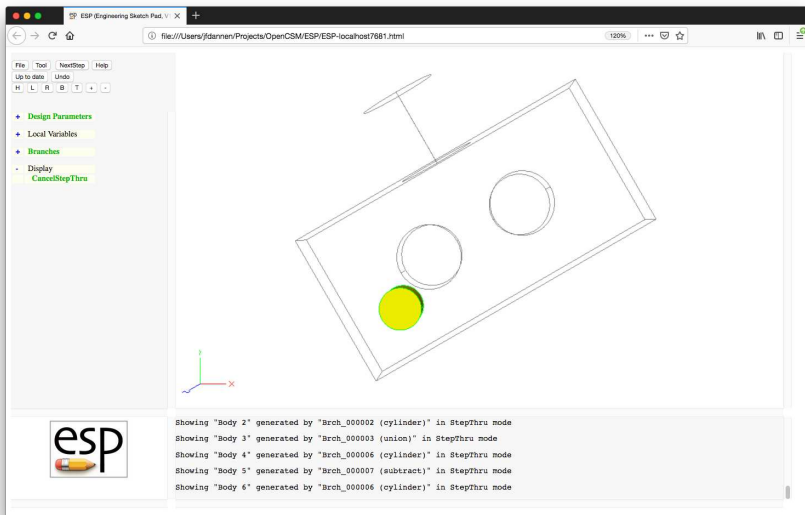 ESP (Engineering Sketch Pad, V
file:///Users/jfdannen/Projects/OpenCSM/ESP/ESP-localhost7681.html
120%
File Tool NextStep Help
Up to date Undo
H L R B T + -
+ Design Parameters
+ Local Variables
+ Branches
- Display
CancelStepThru
Y
X
esp
Showing "Body 2" generated by "Brch_000002 (cylinder)" in StepThru mode
Showing "Body 3" generated by "Brch_000003 (union)" in StepThru mode
Showing "Body 4" generated by "Brch_000006 (cylinder)" in StepThru mode
Showing "Body 5" generated by "Brch_000007 (subtract)" in StepThru mode
Showing "Body 6" generated by "Brch_000006 (cylinder)" in StepThru mode